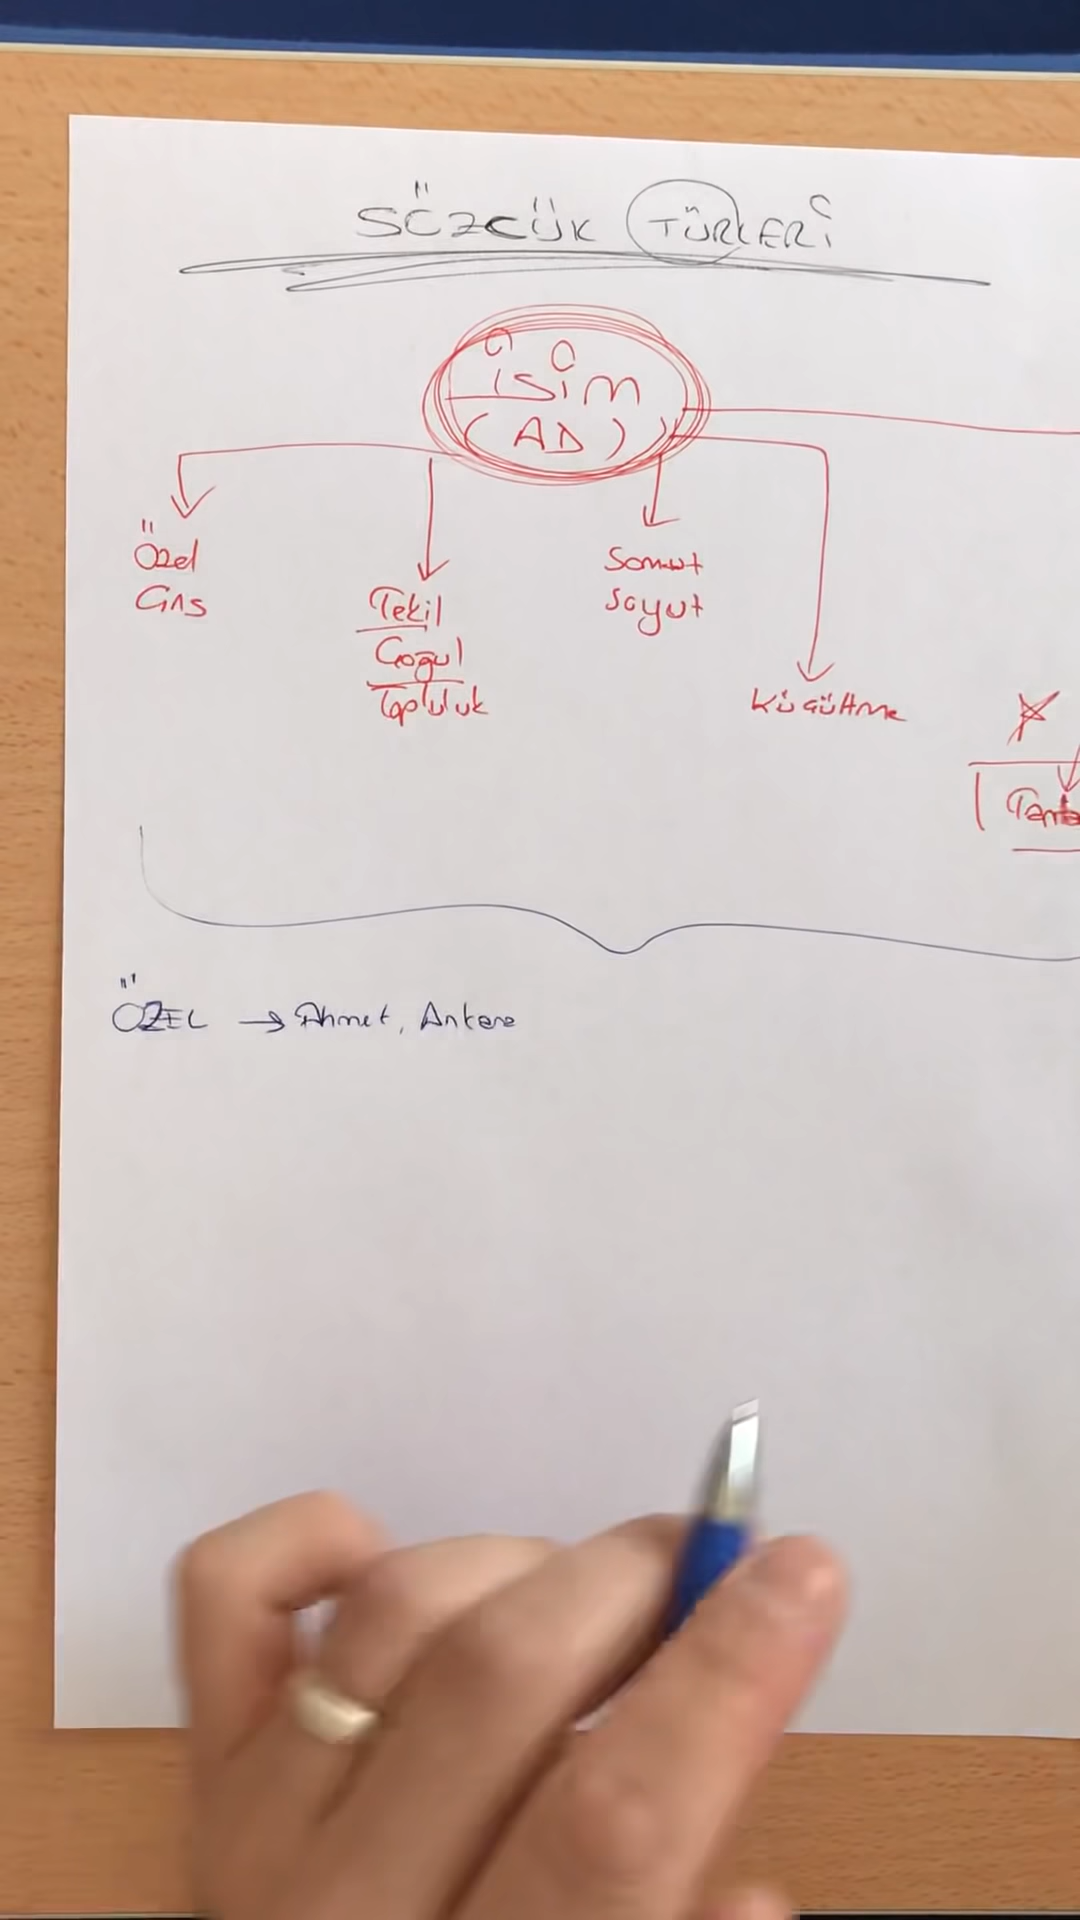 SÖZCÜK TÜRLERİ
İSİM
(AD)
Özel
Cins
Tekil
Çoğul
Topluluk
Somut
Soyut
Küçültme
ÖZEL → Ahmet, Ankara